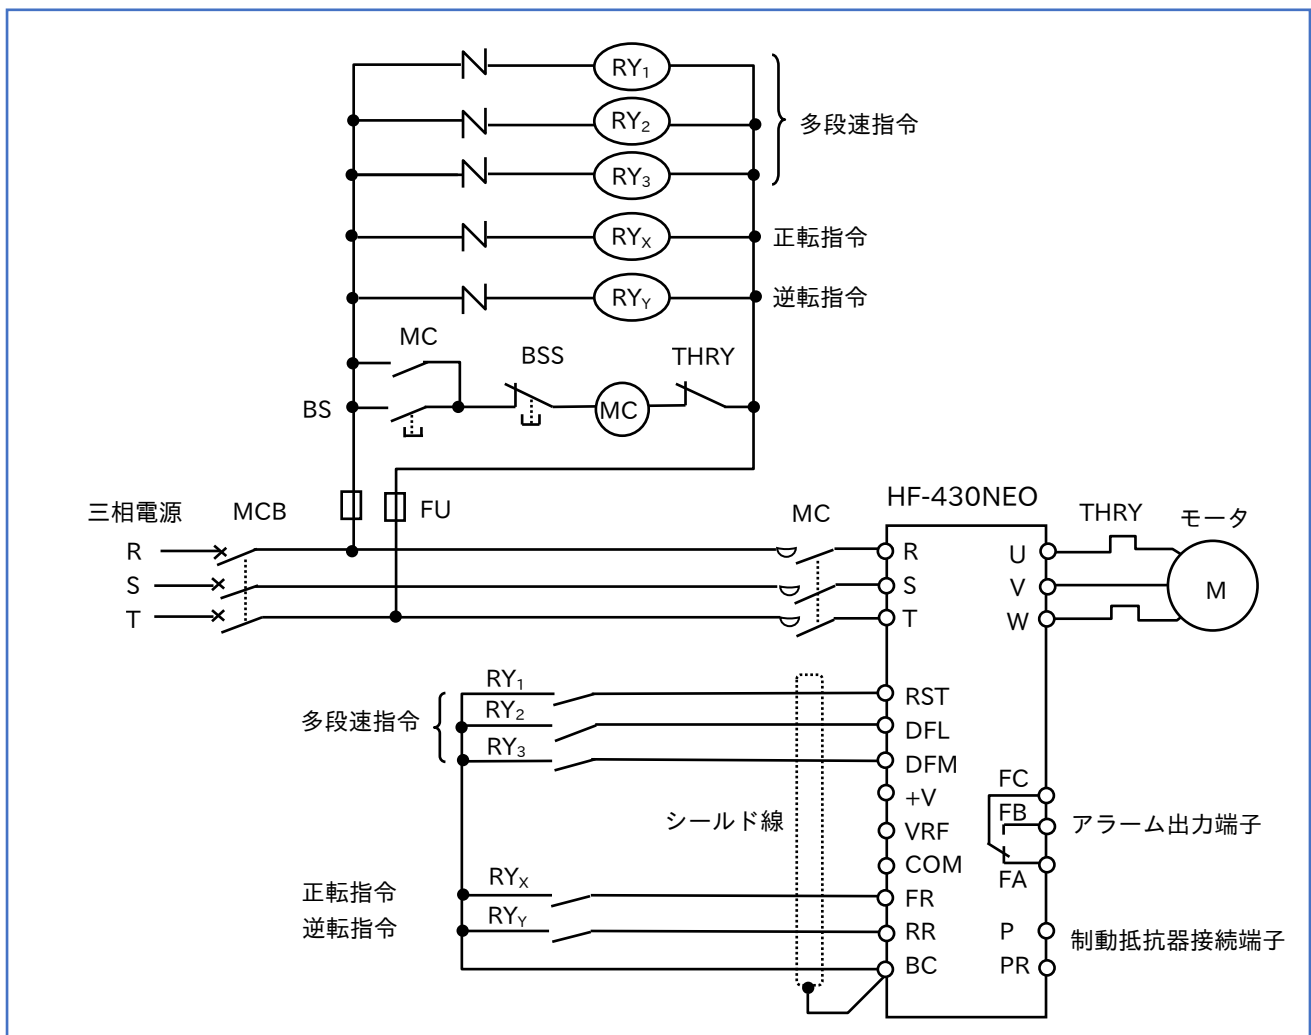 RY₁
RY₂ 多段速指令
RY₃
RYX 正転指令
RYY 逆転指令
MC
BSS THRY
BS MC
HF-430NEO
三相電源 MCB FU MC THRY モータ
R R U
S S V M
T T W
RY₁ RST
多段速指令 RY₂ DFL
RY₃ DFM
FC
+V
FB
シールド線 VRF アラーム出力端子
COM
FA
正転指令 RYX FR
逆転指令 RYY RR P 制動抵抗器接続端子
BC PR